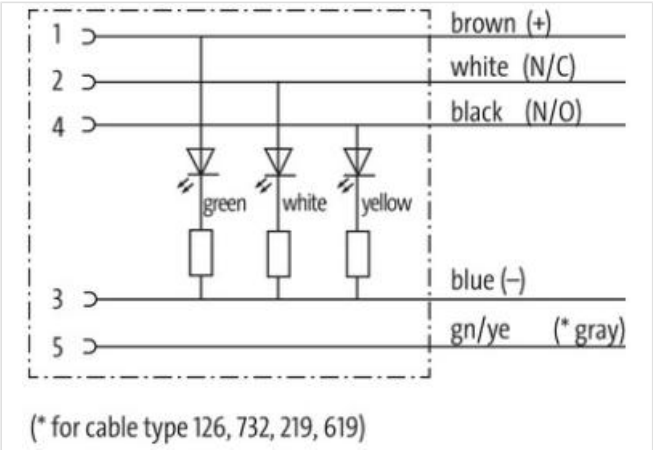 1 brown (+)
2 white (N/C)
4 black (N/O)
green white yellow
3 blue (–)
5 gn/ye (* gray)
(* for cable type 126, 732, 219, 619)